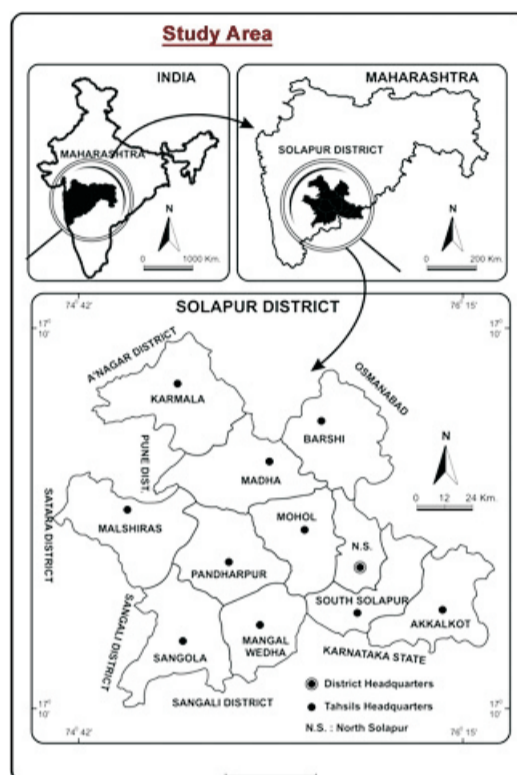 Study Area
INDIA
MAHARASHTRA
N
0 1000 Km.
MAHARASHTRA
SOLAPUR DISTRICT
N
0 200 Km.
SOLAPUR DISTRICT
74° 42'
76° 15'
17°
10'
17°
10'
A'NAGAR DISTRICT
OSMANABAD
KARMALA
BARSHI
PUNE DIST.
MADHA
N
0 12 24 Km.
SATARA DISTRICT
MALSHIRAS
MOHOL
N.S.
PANDHARPUR
SOUTH SOLAPUR
AKKALKOT
SANGALI DISTRICT
SANGOLA
MANGAL
WEDHA
KARNATAKA STATE
SANGALI DISTRICT
District Headquarters
Tahsils Headquarters
N.S. : North Solapur
17°
10'
17°
10'
74° 42'
76° 15'